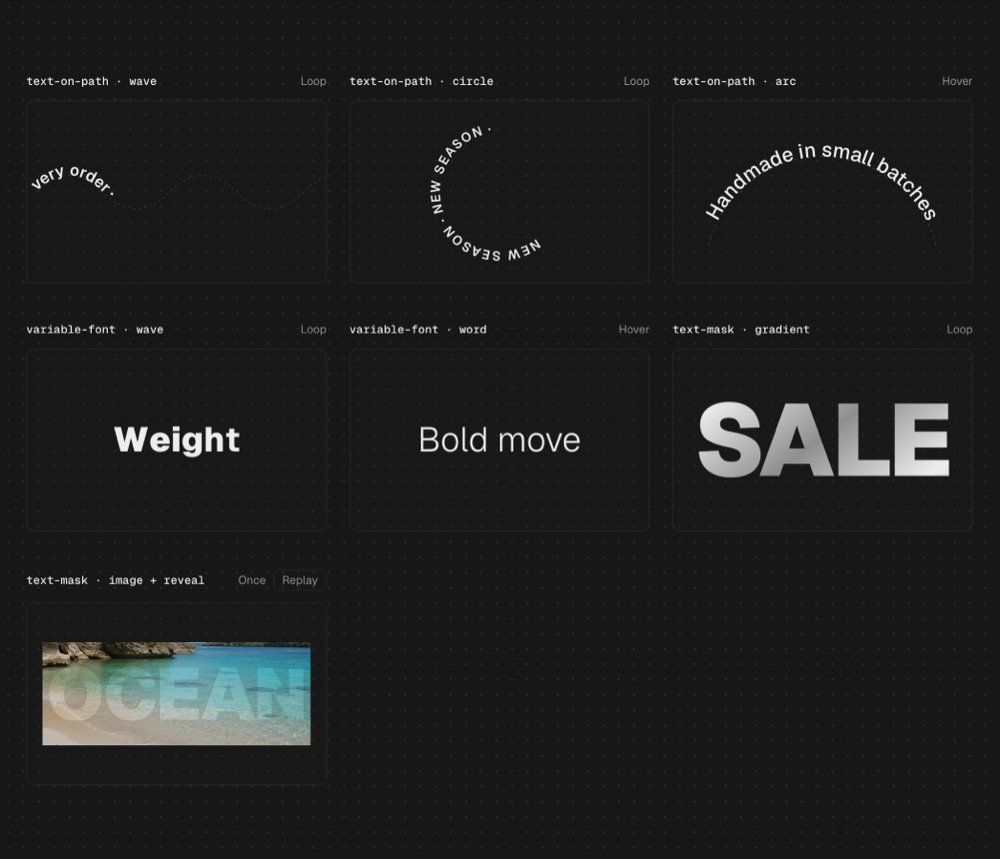 text-on-path · wave Loop
text-on-path · circle Loop
text-on-path · arc Hover
very order.
NEW SEASON · NEW SEASON ·
Handmade in small batches
variable-font · wave Loop
variable-font · word Hover
text-mask · gradient Loop
Weight
Bold move
SALE
text-mask · image + reveal Once Replay
OCEAN